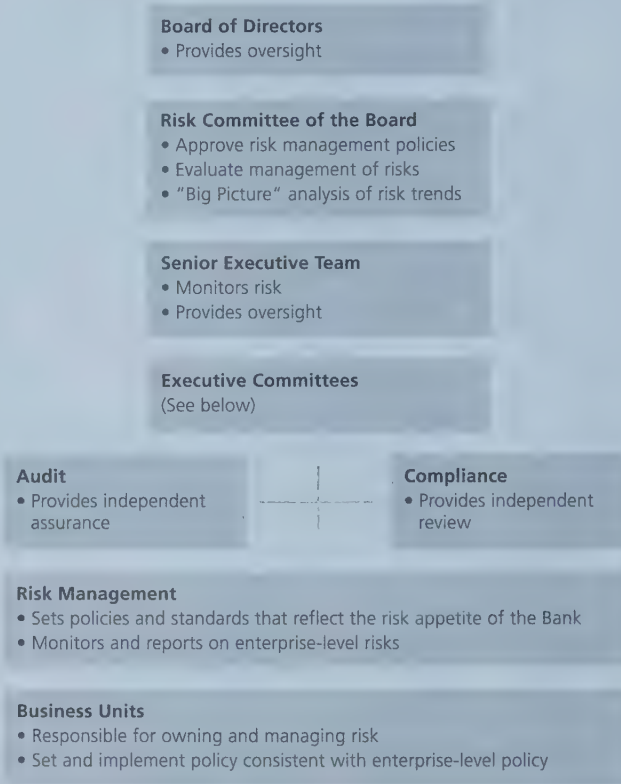 Board of Directors
• Provides oversight
Risk Committee of the Board
• Approve risk management policies
• Evaluate management of risks
• "Big Picture" analysis of risk trends
Senior Executive Team
• Monitors risk
• Provides oversight
Executive Committees
(See below)
Audit
• Provides independent
assurance
Compliance
• Provides independent
review
Risk Management
• Sets policies and standards that reflect the risk appetite of the Bank
• Monitors and reports on enterprise-level risks
Business Units
• Responsible for owning and managing risk
• Set and implement policy consistent with enterprise-level policy